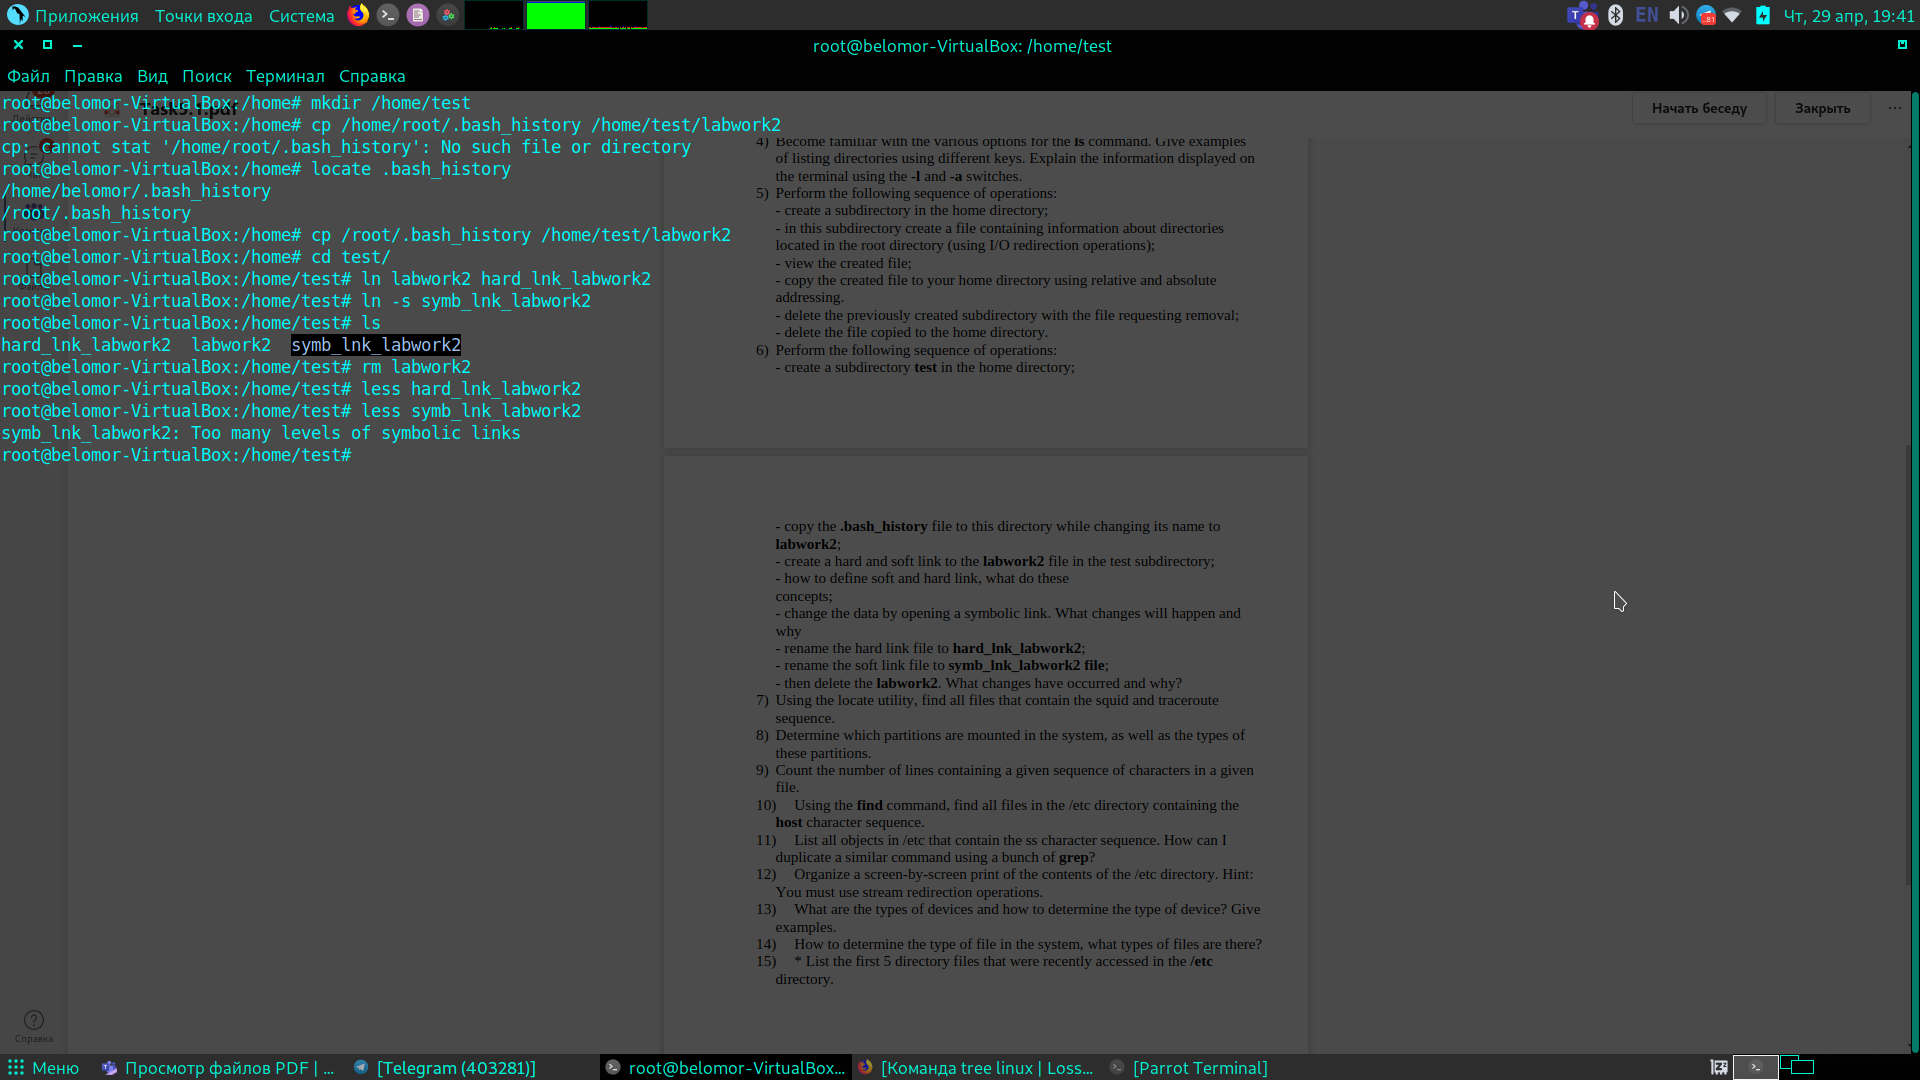 Приложения Точки входа Система EN 81 Чт, 29 апр, 19:41
root@belomor-VirtualBox: /home/test
Файл Правка Вид Поиск Терминал Справка
root@belomor-VirtualBox:/home# mkdir /home/test
root@belomor-VirtualBox:/home# cp /home/root/.bash_history /home/test/labwork2
cp: cannot stat '/home/root/.bash_history': No such file or directory
root@belomor-VirtualBox:/home# locate .bash_history
/home/belomor/.bash_history
/root/.bash_history
root@belomor-VirtualBox:/home# cp /root/.bash_history /home/test/labwork2
root@belomor-VirtualBox:/home# cd test/
root@belomor-VirtualBox:/home/test# ln labwork2 hard_lnk_labwork2
root@belomor-VirtualBox:/home/test# ln -s symb_lnk_labwork2
root@belomor-VirtualBox:/home/test# ls
hard_lnk_labwork2 labwork2 symb_lnk_labwork2
root@belomor-VirtualBox:/home/test# rm labwork2
root@belomor-VirtualBox:/home/test# less hard_lnk_labwork2
root@belomor-VirtualBox:/home/test# less symb_lnk_labwork2
symb_lnk_labwork2: Too many levels of symbolic links
root@belomor-VirtualBox:/home/test#
Task5.1.pdf
Начать беседу Закрыть ...
4) Become familiar with the various options for the ls command. Give examples
of listing directories using different keys. Explain the information displayed on
the terminal using the -l and -a switches.
5) Perform the following sequence of operations:
- create a subdirectory in the home directory;
- in this subdirectory create a file containing information about directories
located in the root directory (using I/O redirection operations);
- view the created file;
- copy the created file to your home directory using relative and absolute
addressing.
- delete the previously created subdirectory with the file requesting removal;
- delete the file copied to the home directory.
6) Perform the following sequence of operations:
- create a subdirectory test in the home directory;
- copy the .bash_history file to this directory while changing its name to
labwork2;
- create a hard and soft link to the labwork2 file in the test subdirectory;
- how to define soft and hard link, what do these
concepts;
- change the data by opening a symbolic link. What changes will happen and
why
- rename the hard link file to hard_lnk_labwork2;
- rename the soft link file to symb_lnk_labwork2 file;
- then delete the labwork2. What changes have occurred and why?
7) Using the locate utility, find all files that contain the squid and traceroute
sequence.
8) Determine which partitions are mounted in the system, as well as the types of
these partitions.
9) Count the number of lines containing a given sequence of characters in a given
file.
10) Using the find command, find all files in the /etc directory containing the
host character sequence.
11) List all objects in /etc that contain the ss character sequence. How can I
duplicate a similar command using a bunch of grep?
12) Organize a screen-by-screen print of the contents of the /etc directory. Hint:
You must use stream redirection operations.
13) What are the types of devices and how to determine the type of device? Give
examples.
14) How to determine the type of file in the system, what types of files are there?
15) * List the first 5 directory files that were recently accessed in the /etc
directory.
Справка
Меню Просмотр файлов PDF | ... [Telegram (403281)] root@belomor-VirtualBox... [Команда tree linux | Loss... [Parrot Terminal]